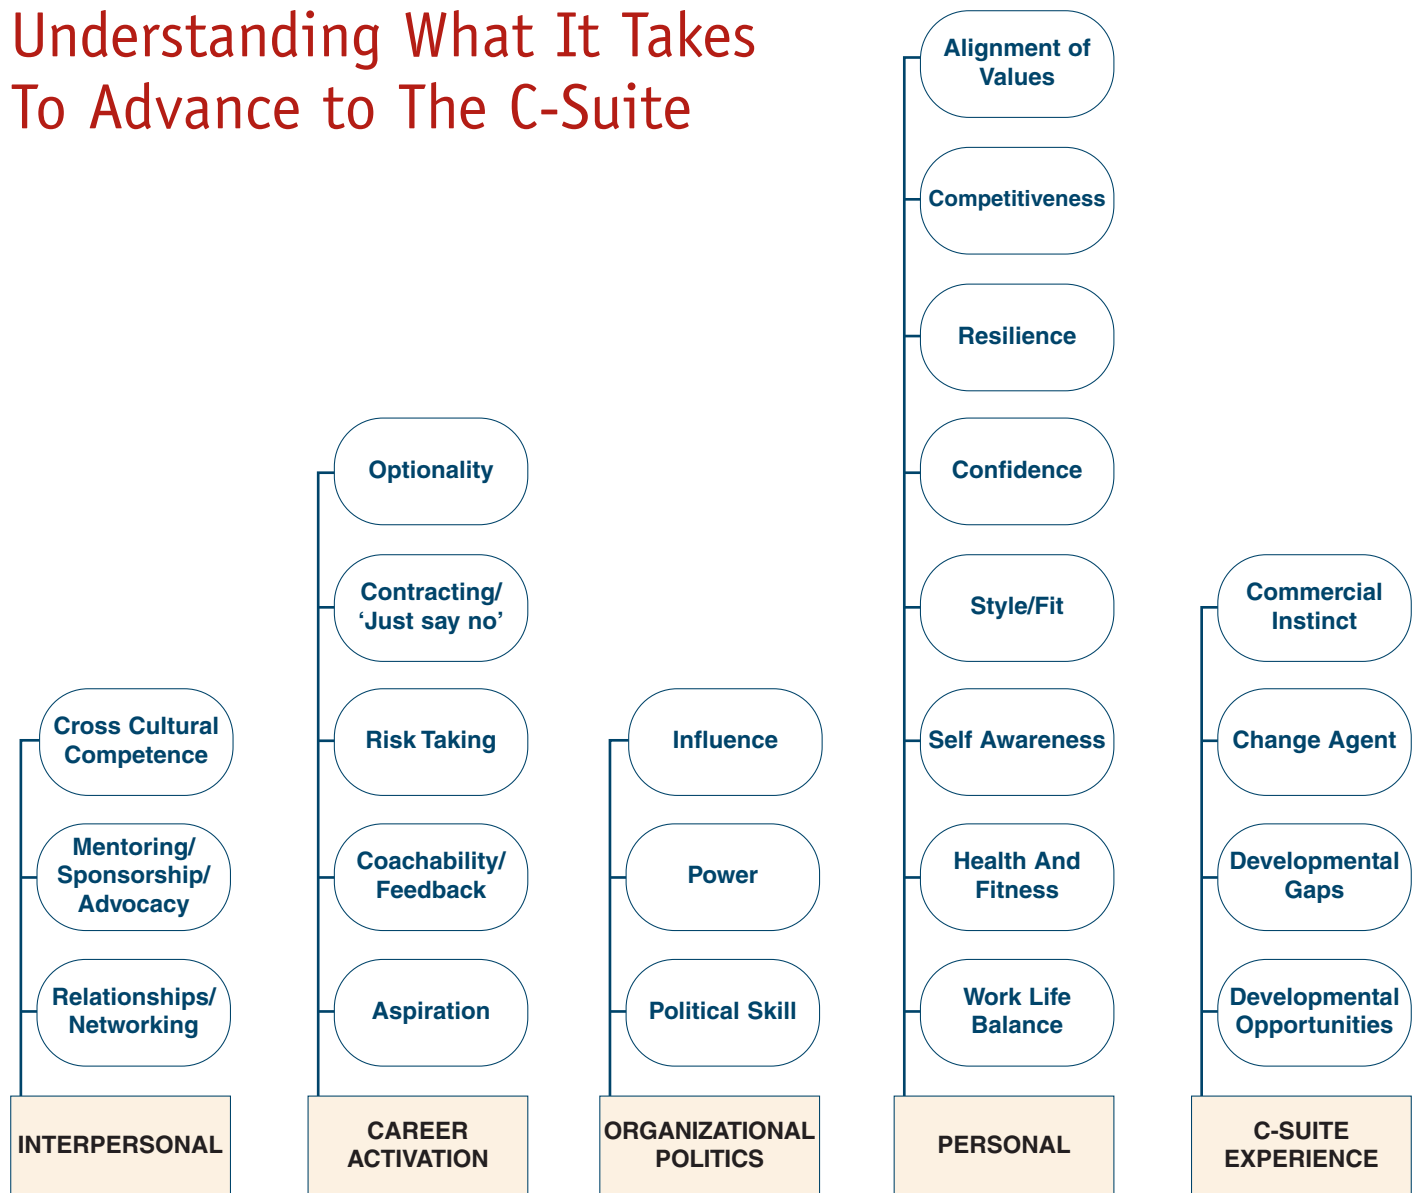 Understanding What It Takes
To Advance to The C-Suite
Cross Cultural
Competence
Mentoring/
Sponsorship/
Advocacy
Relationships/
Networking
INTERPERSONAL
Optionality
Contracting/
‘Just say no’
Risk Taking
Coachability/
Feedback
Aspiration
CAREER
ACTIVATION
Influence
Power
Political Skill
ORGANIZATIONAL
POLITICS
Alignment of
Values
Competitiveness
Resilience
Confidence
Style/Fit
Self Awareness
Health And
Fitness
Work Life
Balance
PERSONAL
Commercial
Instinct
Change Agent
Developmental
Gaps
Developmental
Opportunities
C-SUITE
EXPERIENCE